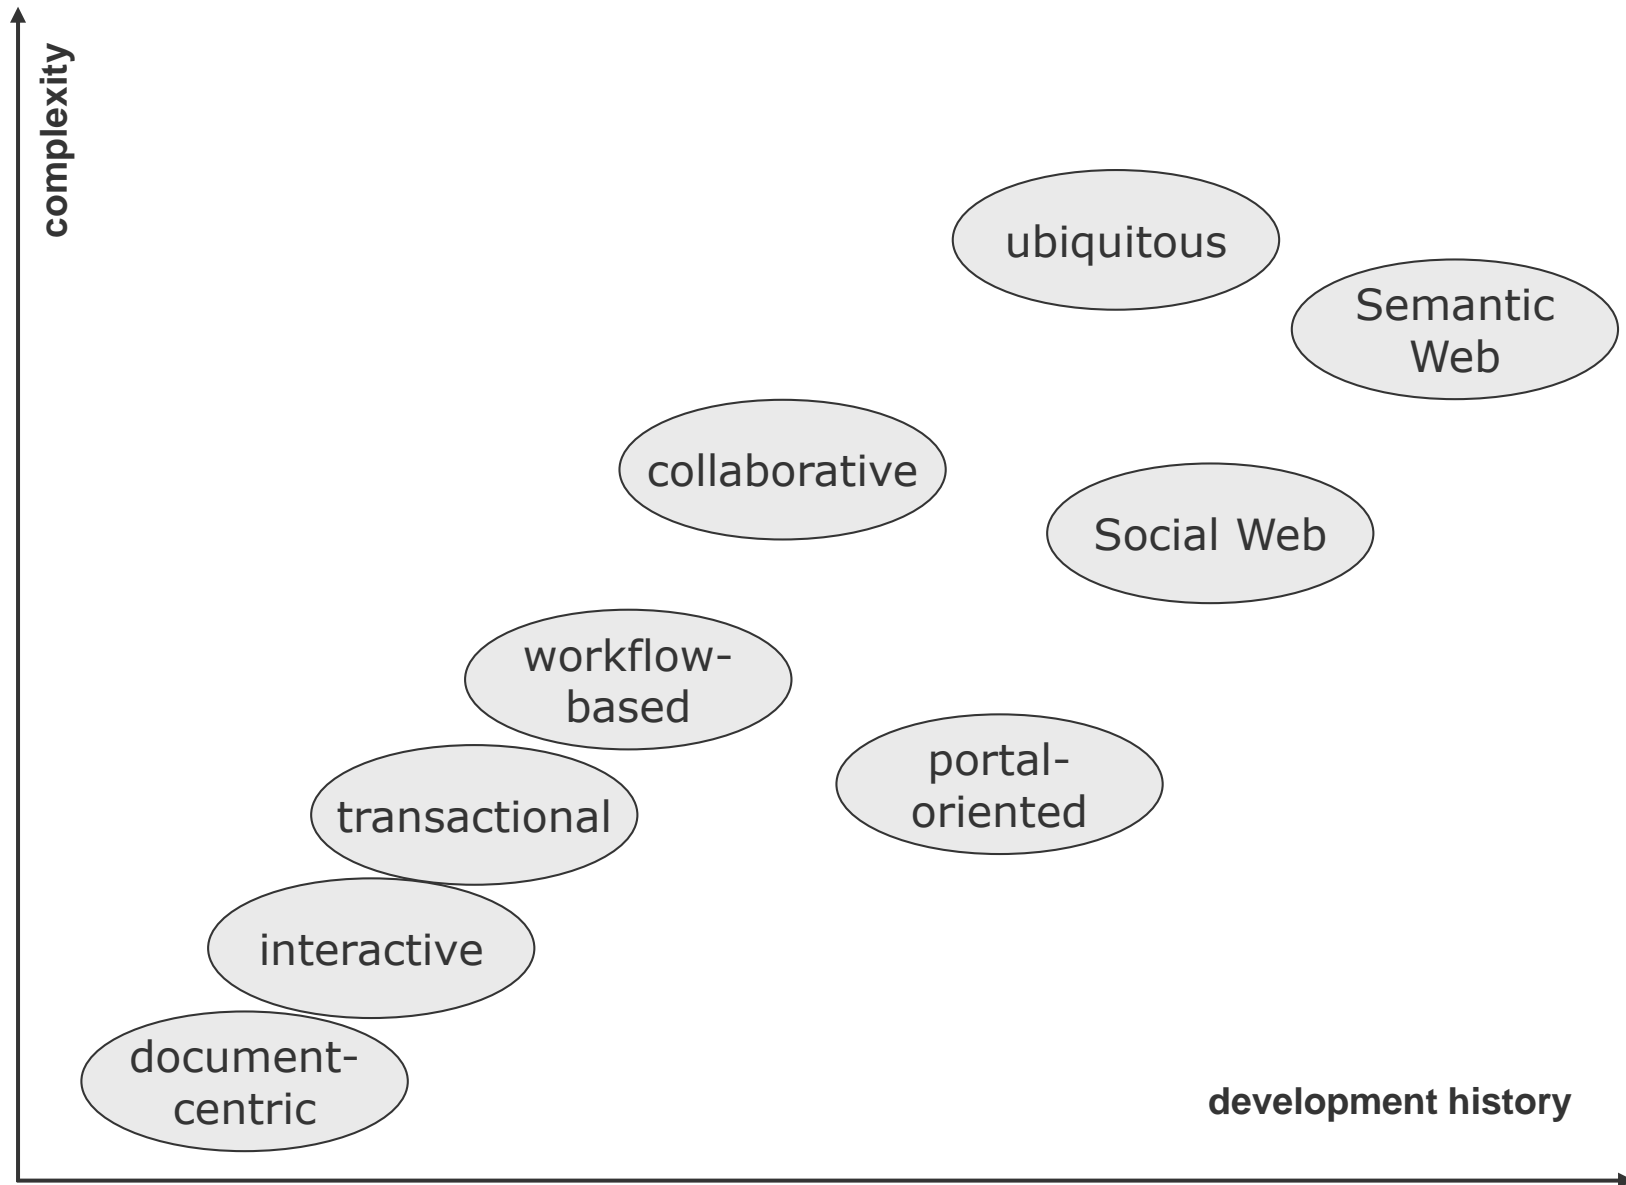 complexity
ubiquitous
Semantic
Web
collaborative
Social Web
workflow-
based
portal-
oriented
transactional
interactive
document-
centric
development history